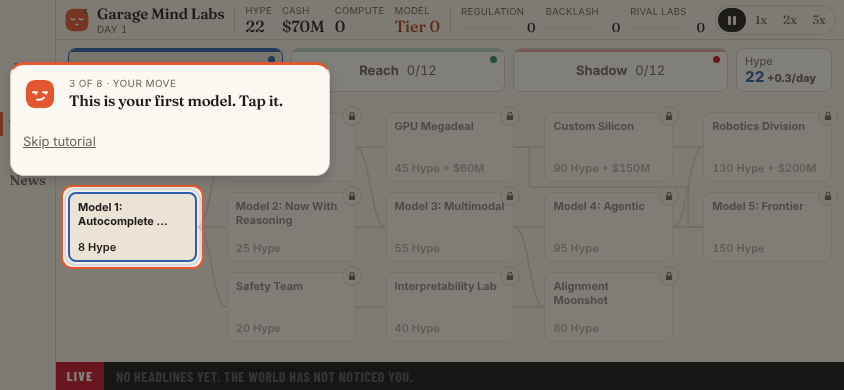 Garage Mind Labs
DAY 1
HYPE
22
CASH
$70M
COMPUTE
0
MODEL
Tier 0
REGULATION
0
BACKLASH
0
RIVAL LABS
0
1x
2x
3x
Reach 0/12
Shadow 0/12
Hype
22 +0.3/day
3 OF 8 · YOUR MOVE
This is your first model. Tap it.
Skip tutorial
News
GPU Megadeal
45 Hype + $60M
Custom Silicon
90 Hype + $150M
Robotics Division
130 Hype + $200M
Model 1:
Autocomplete ...
8 Hype
Model 2: Now With
Reasoning
25 Hype
Model 3: Multimodal
55 Hype
Model 4: Agentic
95 Hype
Model 5: Frontier
150 Hype
Safety Team
20 Hype
Interpretability Lab
40 Hype
Alignment
Moonshot
80 Hype
LIVE
NO HEADLINES YET. THE WORLD HAS NOT NOTICED YOU.